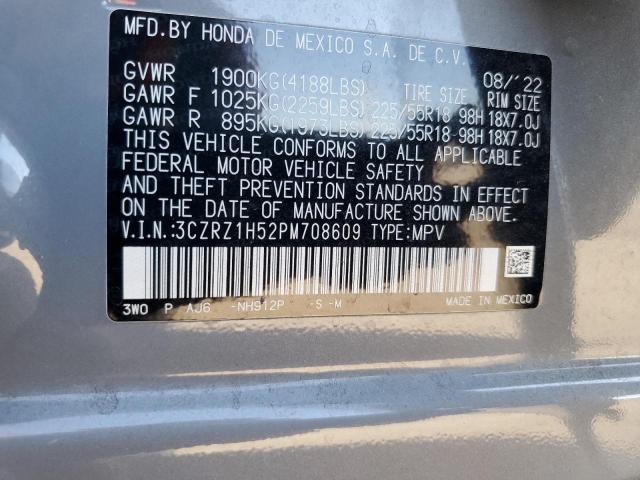 MFD.BY HONDA DE MEXICO S.A. DE C.V.
08/'22
GVWR 1900KG(4188LBS) TIRE SIZE RIM SIZE
GAWR F 1025KG(2259LBS) 225/55R18-98H 18X7.0J
GAWR R 895KG(1973LBS) 225/55R18-98H 18X7.0J
THIS VEHICLE CONFORMS TO ALL APPLICABLE
FEDERAL MOTOR VEHICLE SAFETY
AND THEFT PREVENTION STANDARDS IN EFFECT
ON THE DATE OF MANUFACTURE SHOWN ABOVE.
V.I.N.:3CZRZ1H52PM708609 TYPE:MPV
3WO P AJ6 -NH912P -S -M
MADE IN MEXICO